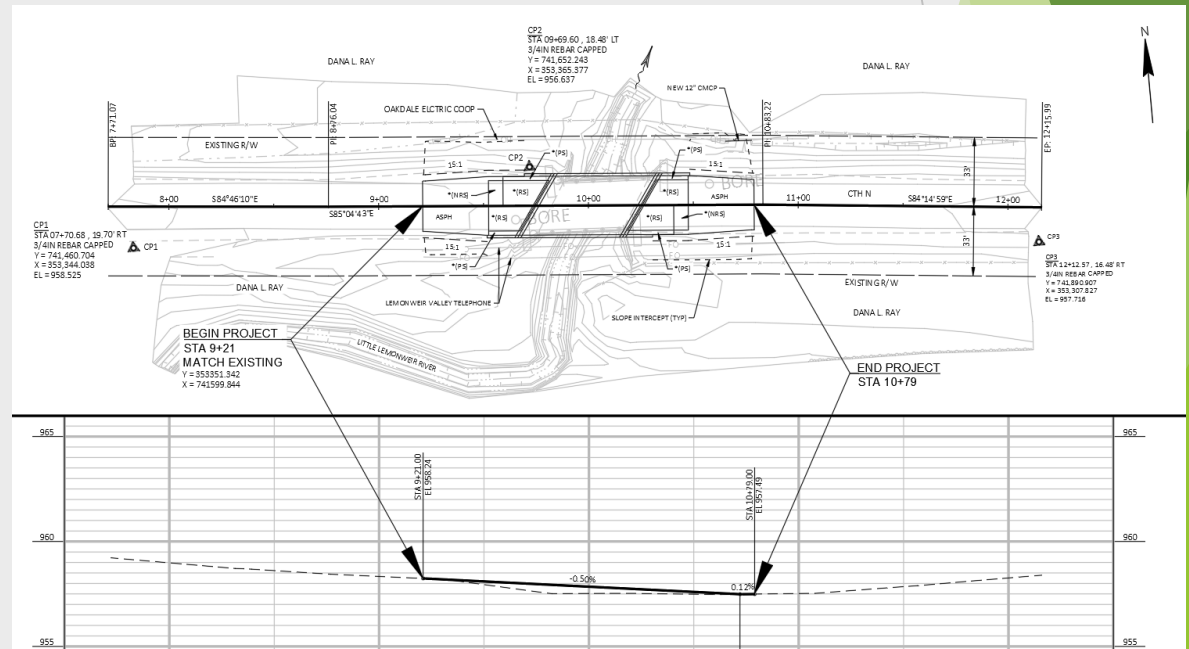 CP2
STA 09+69.60 , 18.48' LT
3/4IN REBAR CAPPED
Y = 741,652.243
X = 353,365.377
EL = 956.637
N
DANA L. RAY
DANA L. RAY
NEW 12" CMCP
OAKDALE ELCTRIC COOP
BP: 7+71.07
PI: 8+76.04
PI: 10+83.22
EP: 12+15.99
EXISTING R/W
*(PS)
*(PS)
CP2
15:1
15:1
33'
BORE
*(NRS)
*(RS)
*(RS)
ASPH
CTH N
8+00
S84°46'10"E
9+00
10+00
11+00
S84°14'59"E
12+00
S85°04'43"E
ASPH
*(RS)
BORE
*(RS)
*(NRS)
33'
CP1
STA 07+70.68 , 19.70' RT
3/4IN REBAR CAPPED
Y = 741,460.704
X = 353,344.038
EL = 958.525
CP1
15:1
15:1
CP3
*(PS)
*(PS)
CP3
STA 12+12.57, 16.48' RT
3/4IN REBAR CAPPED
Y = 741,890.907
X = 353,307.827
EL = 957.716
DANA L. RAY
EXISTING R/W
LEMONWEIR VALLEY TELEPHONE
SLOPE INTERCEPT (TYP)
DANA L. RAY
LITTLE LEMONWEIR RIVER
BEGIN PROJECT
STA 9+21
MATCH EXISTING
Y = 353351.342
X = 741599.844
END PROJECT
STA 10+79
965
965
STA 9+21.00
EL 958.24
STA 10+79.00
EL 957.49
960
960
-0.50%
0.12%
955
955